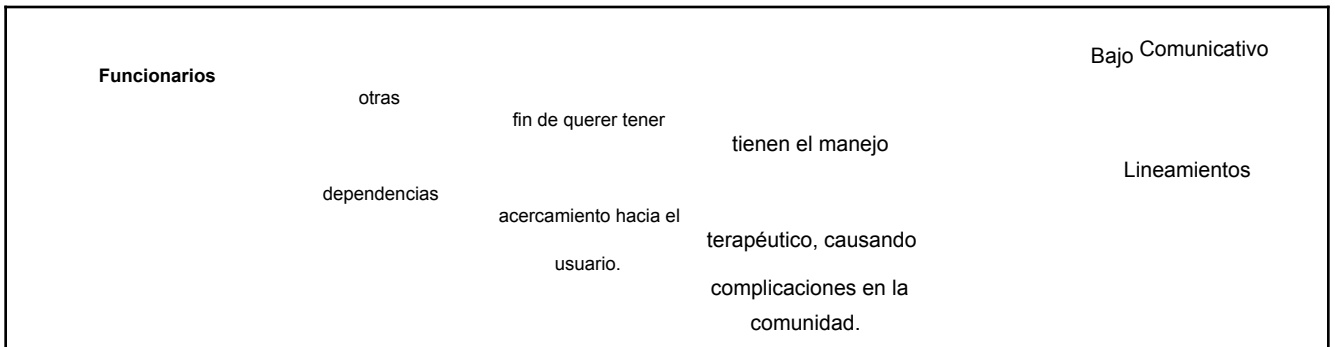 Funcionarios
otras
dependencias
fin de querer tener
acercamiento hacia el
usuario.
tienen el manejo
terapéutico, causando
complicaciones en la
comunidad.
Bajo Comunicativo
Lineamientos